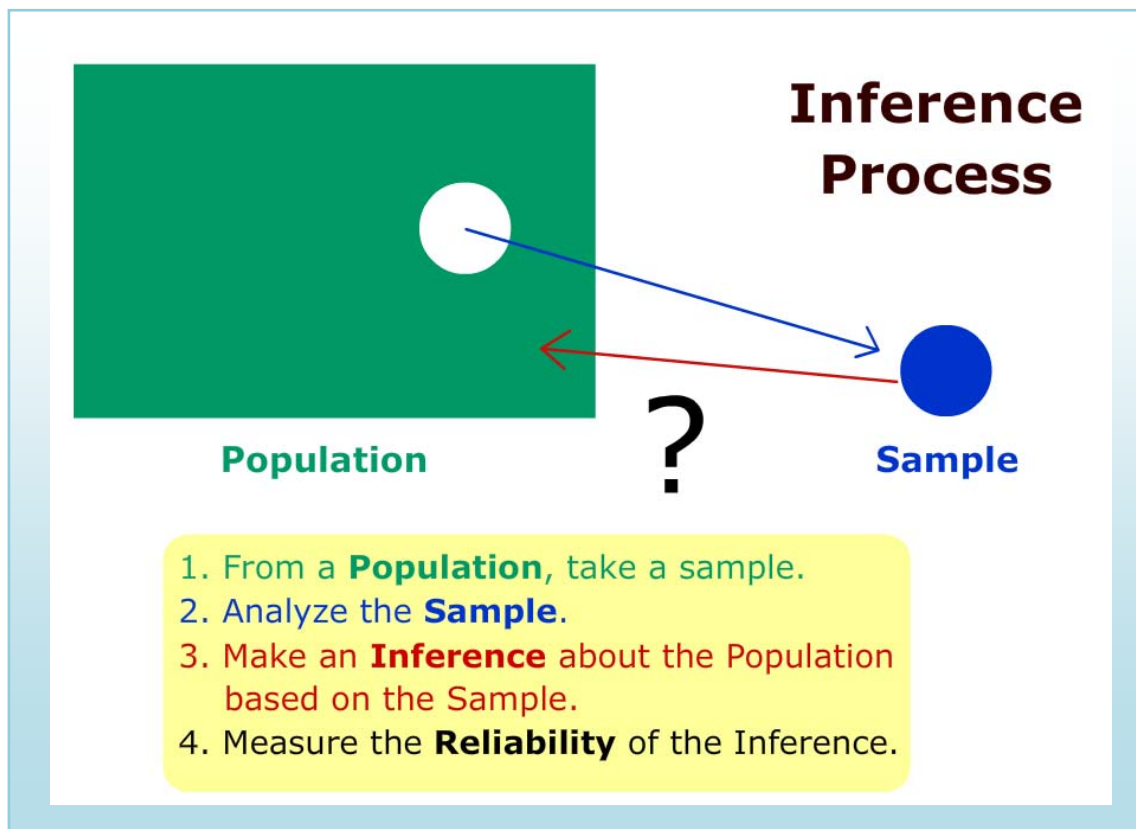 Inference
Process
?
Population
Sample
1. From a Population, take a sample.
2. Analyze the Sample.
3. Make an Inference about the Population
based on the Sample.
4. Measure the Reliability of the Inference.